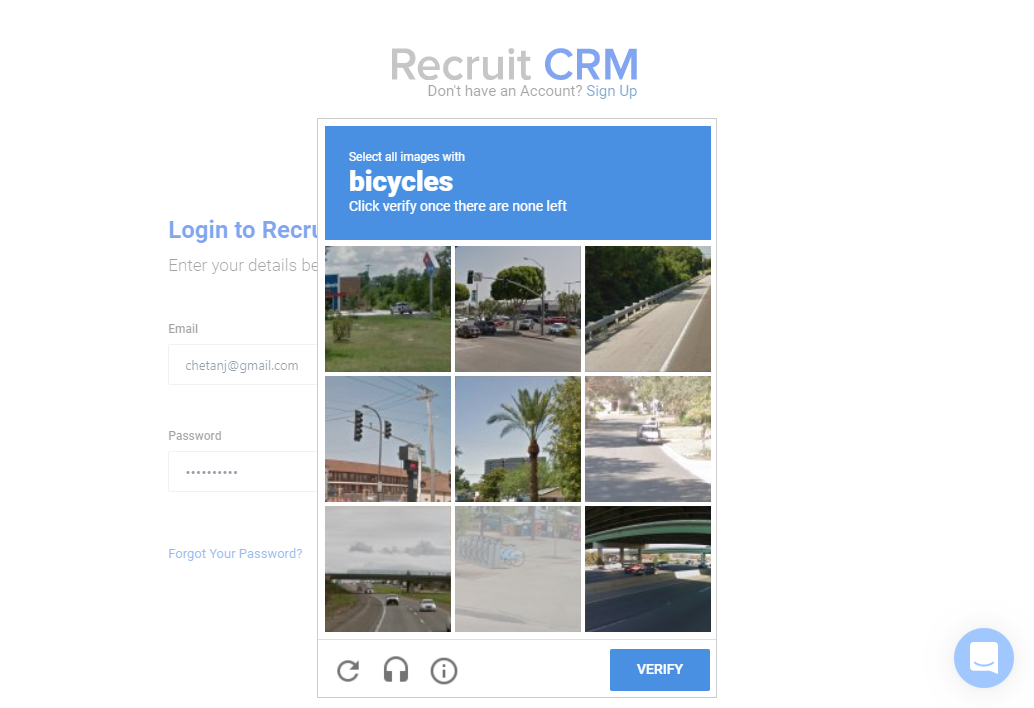 Recruit CRM
Don't have an Account? Sign Up
Select all images with
bicycles
Click verify once there are none left
Login to Recru
Enter your details be
Email
chetanj@gmail.com
Password
••••••••••
Forgot Your Password?
VERIFY